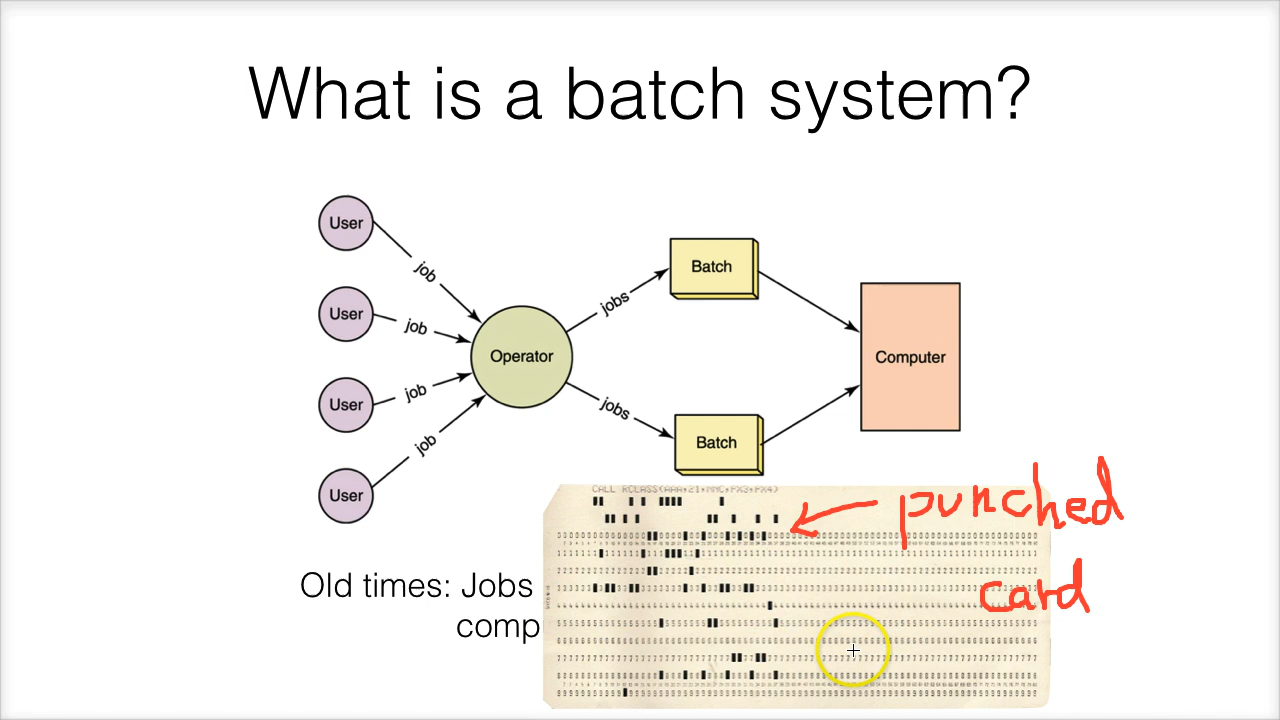 What is a batch system?
User
job
User
job
User
job
User
job
Operator
jobs
jobs
Batch
Batch
Computer
punched
card
Old times: Jobs
comp